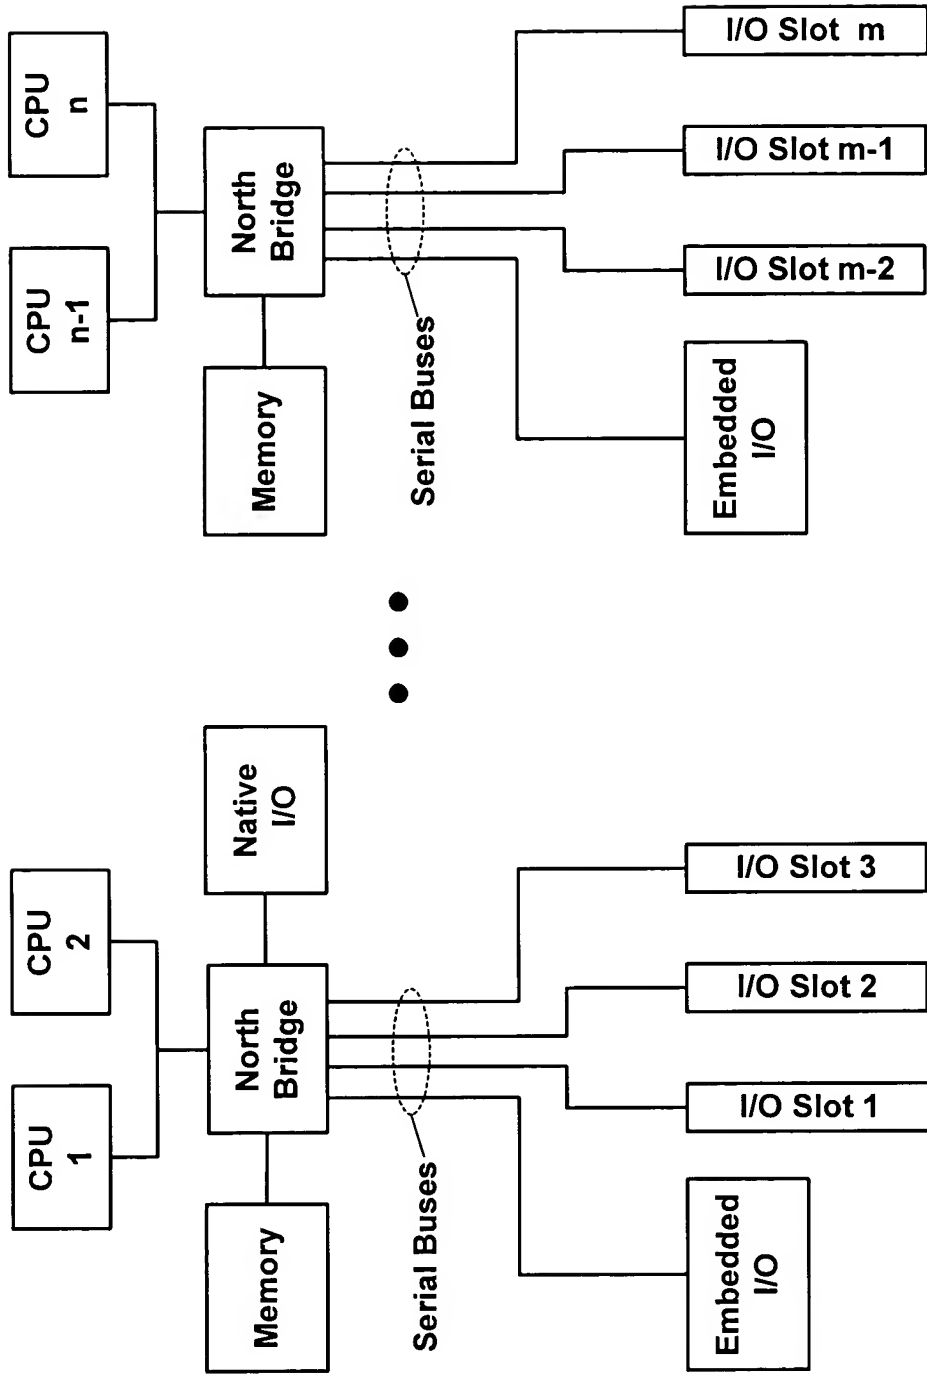 CPU
1
CPU
2
Memory
North
Bridge
Native
I/O
Serial Buses
Embedded
I/O
I/O Slot 1
I/O Slot 2
I/O Slot 3
CPU
n-1
CPU
n
Memory
North
Bridge
Serial Buses
Embedded
I/O
I/O Slot m-2
I/O Slot m-1
I/O Slot m